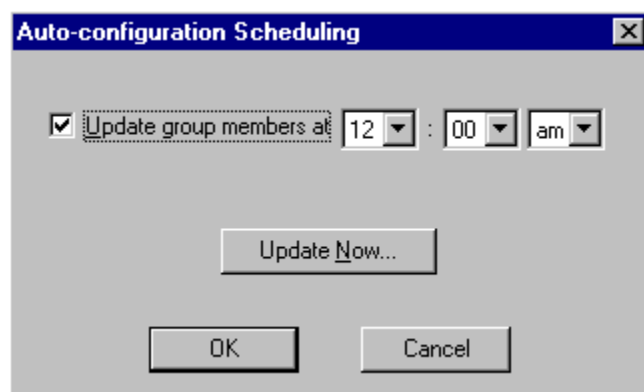 Auto-configuration Scheduling
Update group members at 12 : 00 am
Update Now...
OK Cancel